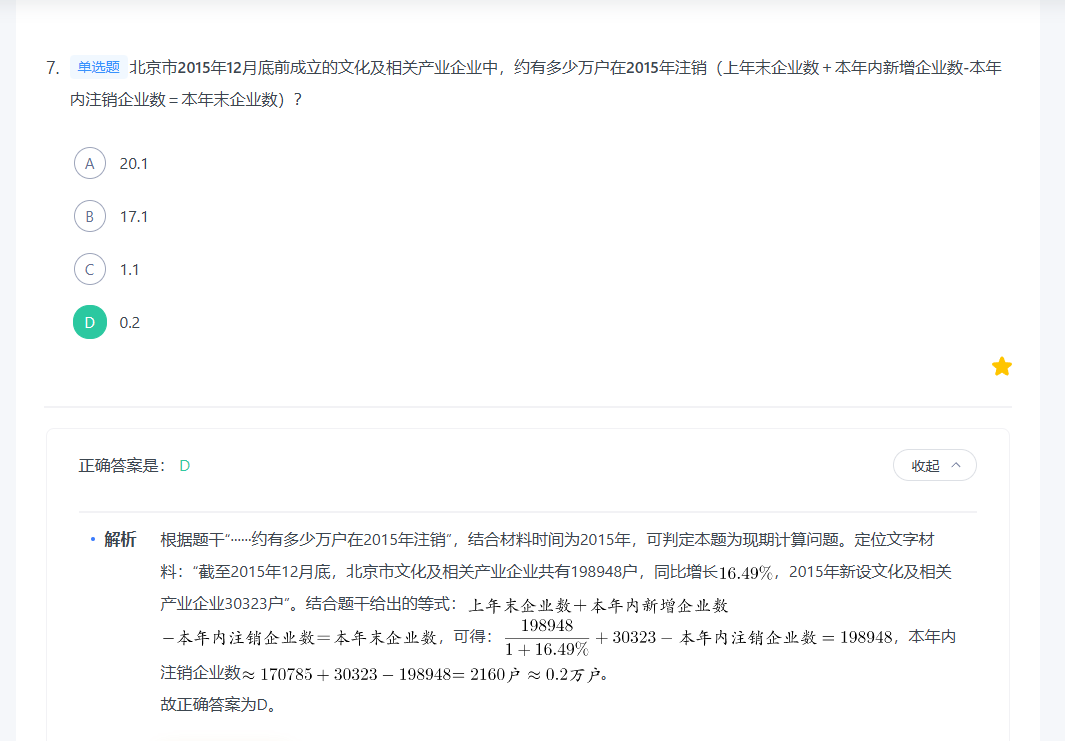 7. 单选题 北京市2015年12月底前成立的文化及相关产业企业中，约有多少万户在2015年注销（上年末企业数＋本年内新增企业数-本年
内注销企业数＝本年末企业数）？
A 20.1
B 17.1
C 1.1
D 0.2
正确答案是： D
收起
解析 根据题干“……约有多少万户在2015年注销”，结合材料时间为2015年，可判定本题为现期计算问题。定位文字材
料：“截至2015年12月底，北京市文化及相关产业企业共有198948户，同比增长16.49%，2015年新设文化及相关
产业企业30323户”。结合题干给出的等式：上年末企业数＋本年内新增企业数
−本年内注销企业数＝本年末企业数，可得：198948/(1 + 16.49%) + 30323 − 本年内注销企业数 = 198948，本年内
注销企业数≈ 170785 + 30323 − 198948= 2160户 ≈ 0.2万户。
故正确答案为D。